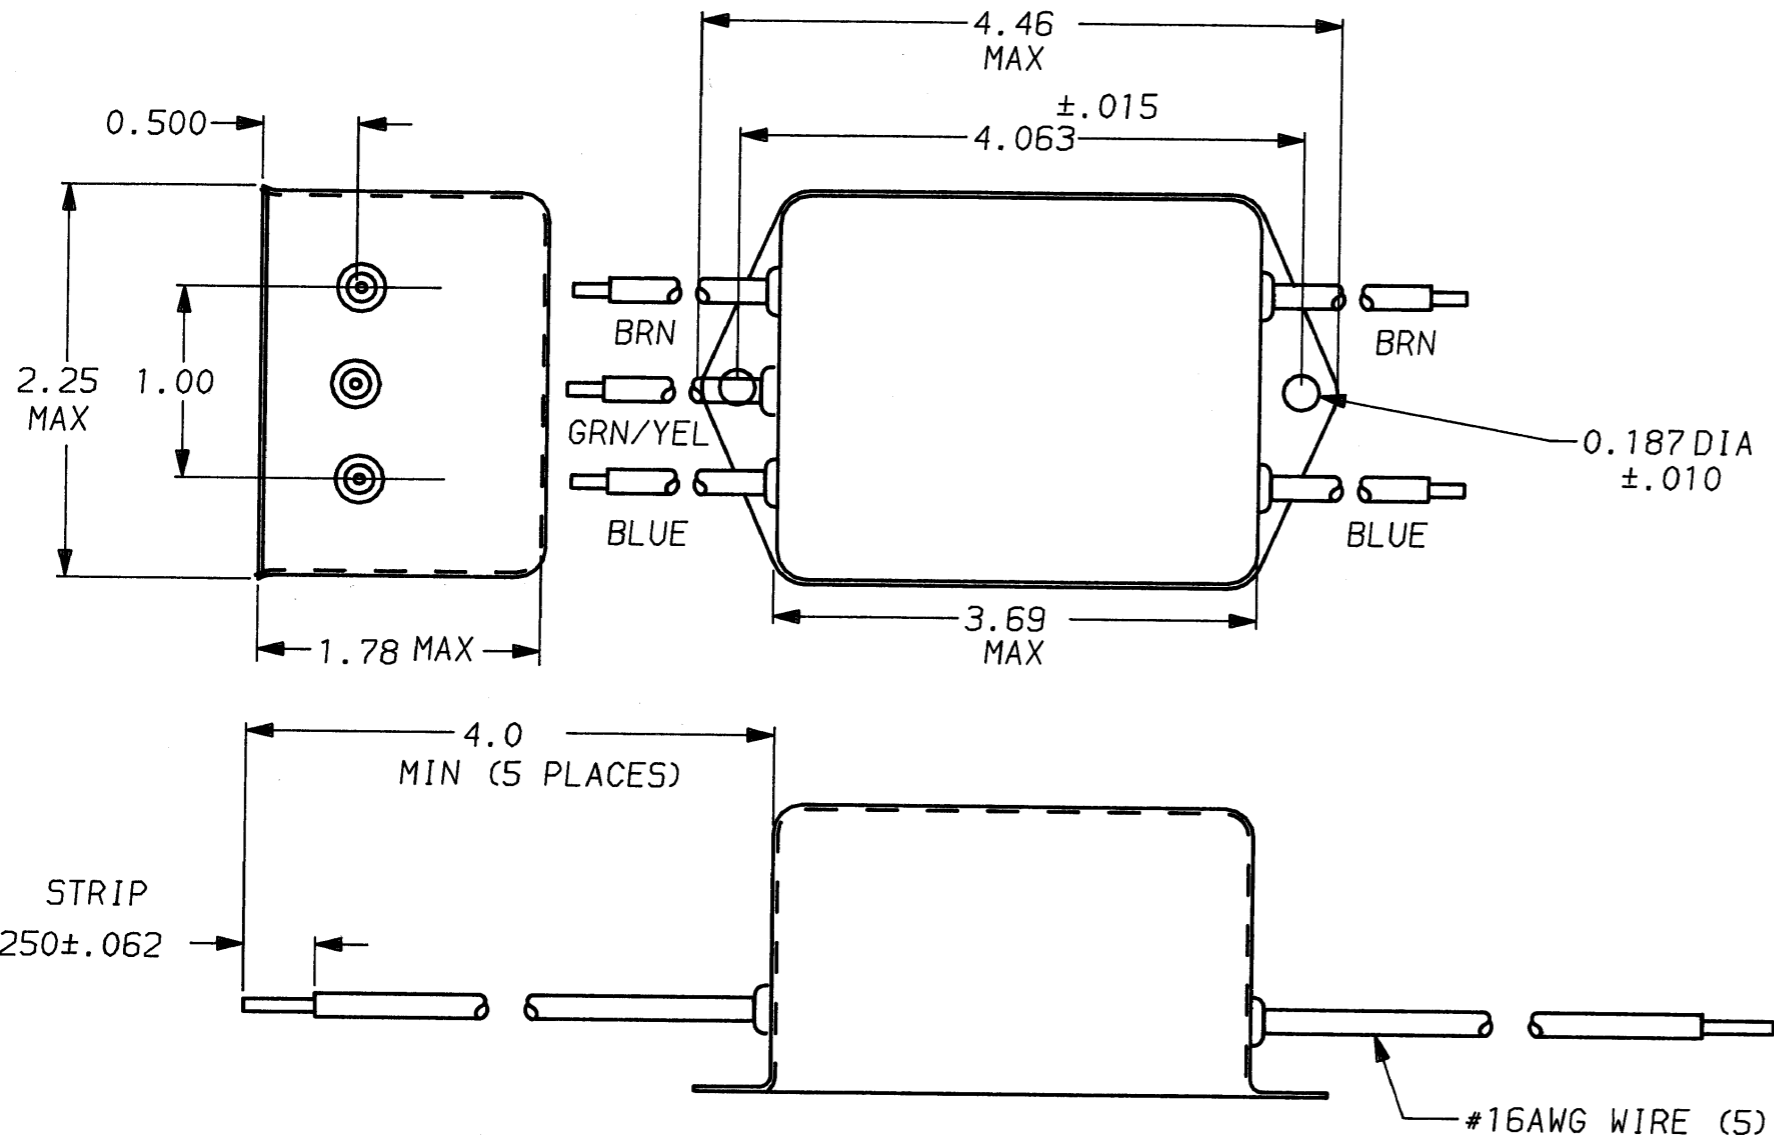 4.46
MAX
±.015
4.063
0.500
BRN
BRN
2.25
MAX
1.00
GRN/YEL
0.187 DIA
±.010
BLUE
BLUE
3.69
MAX
1.78 MAX
4.0
MIN (5 PLACES)
STRIP
250±.062
#16AWG WIRE (5)